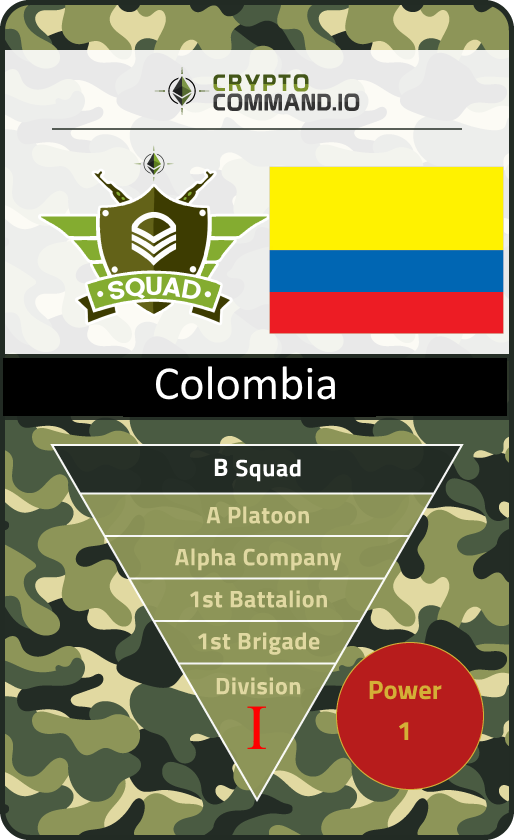 CRYPTO
COMMAND.IO
SQUAD
Colombia
B Squad
A Platoon
Alpha Company
1st Battalion
1st Brigade
Division
I
Power
1